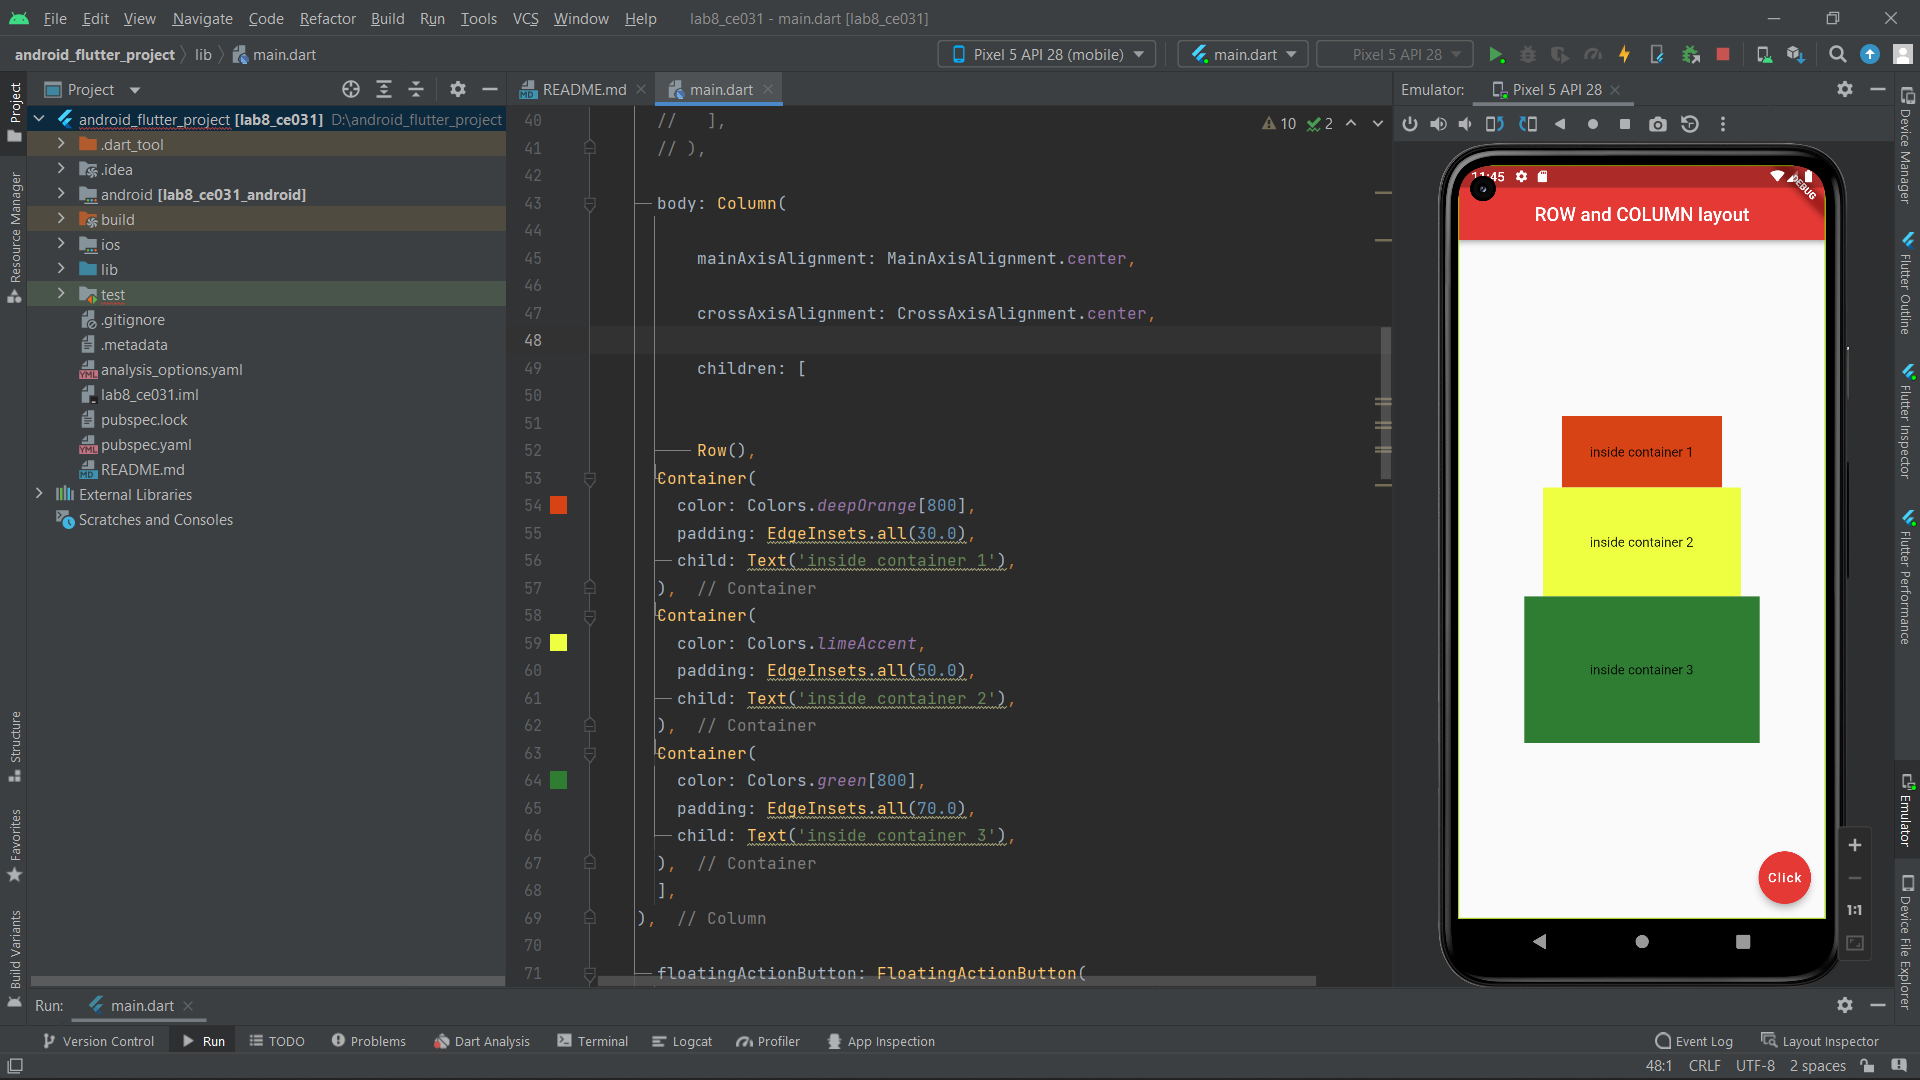 File Edit View Navigate Code Refactor Build Run Tools VCS Window Help lab8_ce031 - main.dart [lab8_ce031]
android_flutter_project lib main.dart Pixel 5 API 28 (mobile) main.dart Pixel 5 API 28
Project
README.md main.dart
Emulator: Pixel 5 API 28
android_flutter_project [lab8_ce031] D:\android_flutter_project
.dart_tool
.idea
android [lab8_ce031_android]
build
ios
lib
test
.gitignore
.metadata
analysis_options.yaml
lab8_ce031.iml
pubspec.lock
pubspec.yaml
README.md
External Libraries
Scratches and Consoles
Project
Resource Manager
Structure
Favorites
Build Variants
10 2
40 // ],
41 // ),
42
43 body: Column(
44
45 mainAxisAlignment: MainAxisAlignment.center,
46
47 crossAxisAlignment: CrossAxisAlignment.center,
48
49 children: [
50
51
52 Row(),
53 Container(
54 color: Colors.deepOrange[800],
55 padding: EdgeInsets.all(30.0),
56 child: Text('inside container 1'),
57 ), // Container
58 Container(
59 color: Colors.limeAccent,
60 padding: EdgeInsets.all(50.0),
61 child: Text('inside container 2'),
62 ), // Container
63 Container(
64 color: Colors.green[800],
65 padding: EdgeInsets.all(70.0),
66 child: Text('inside container 3'),
67 ), // Container
68 ],
69 ), // Column
70
71 floatingActionButton: FloatingActionButton(
11:45
DEBUG
ROW and COLUMN layout
inside container 1
inside container 2
inside container 3
Click
1:1
Device Manager
Flutter Outline
Flutter Inspector
Flutter Performance
Emulator
Device File Explorer
Run: main.dart
Version Control Run TODO Problems Dart Analysis Terminal Logcat Profiler App Inspection Event Log Layout Inspector
48:1 CRLF UTF-8 2 spaces